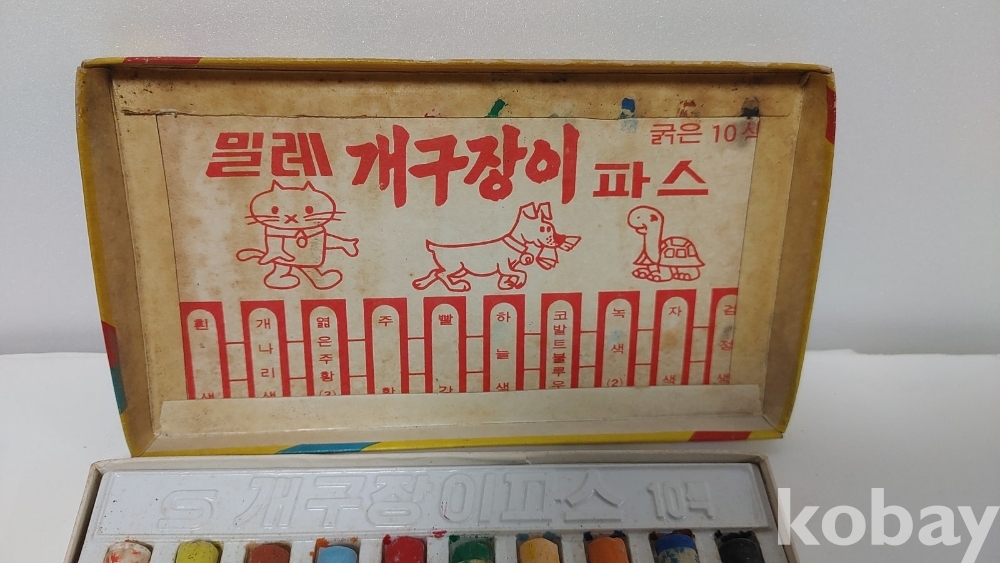 굵은 10색
밀레 개구장이 파스
흰색
개나리색
엷은주황(2)
주황
빨강
하늘색
코발트블루우
녹색(2)
자색
검정색
개구장이파스 10색
kobay